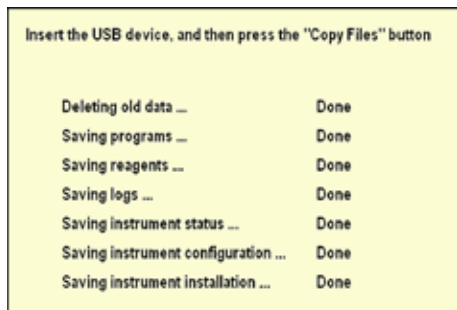 Insert the USB device, and then press the "Copy Files" button
Deleting old data ... Done
Saving programs ... Done
Saving reagents ... Done
Saving logs ... Done
Saving instrument status ... Done
Saving instrument configuration ... Done
Saving instrument installation ... Done